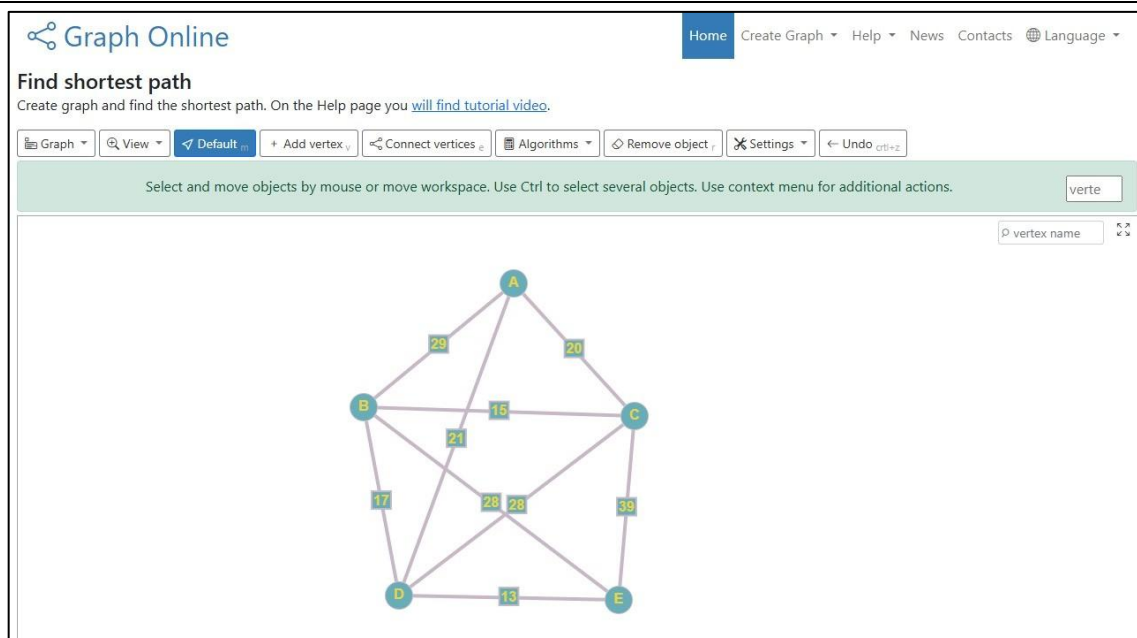 Graph Online
Home Create Graph Help News Contacts Language
Find shortest path
Create graph and find the shortest path. On the Help page you will find tutorial video.
Graph View Default m + Add vertex v Connect vertices e Algorithms Remove object r Settings ← Undo crtl+z
Select and move objects by mouse or move workspace. Use Ctrl to select several objects. Use context menu for additional actions. verte
vertex name
A
29 20
B 15 C
21
17 28 28 39
D 13 E